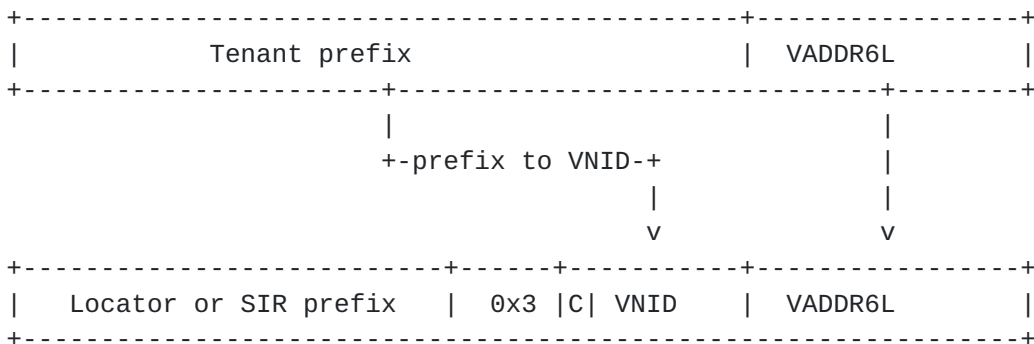 Tenant prefix | VADDR6L
+-prefix to VNID-+
v v
Locator or SIR prefix | 0x3 |C| VNID | VADDR6L